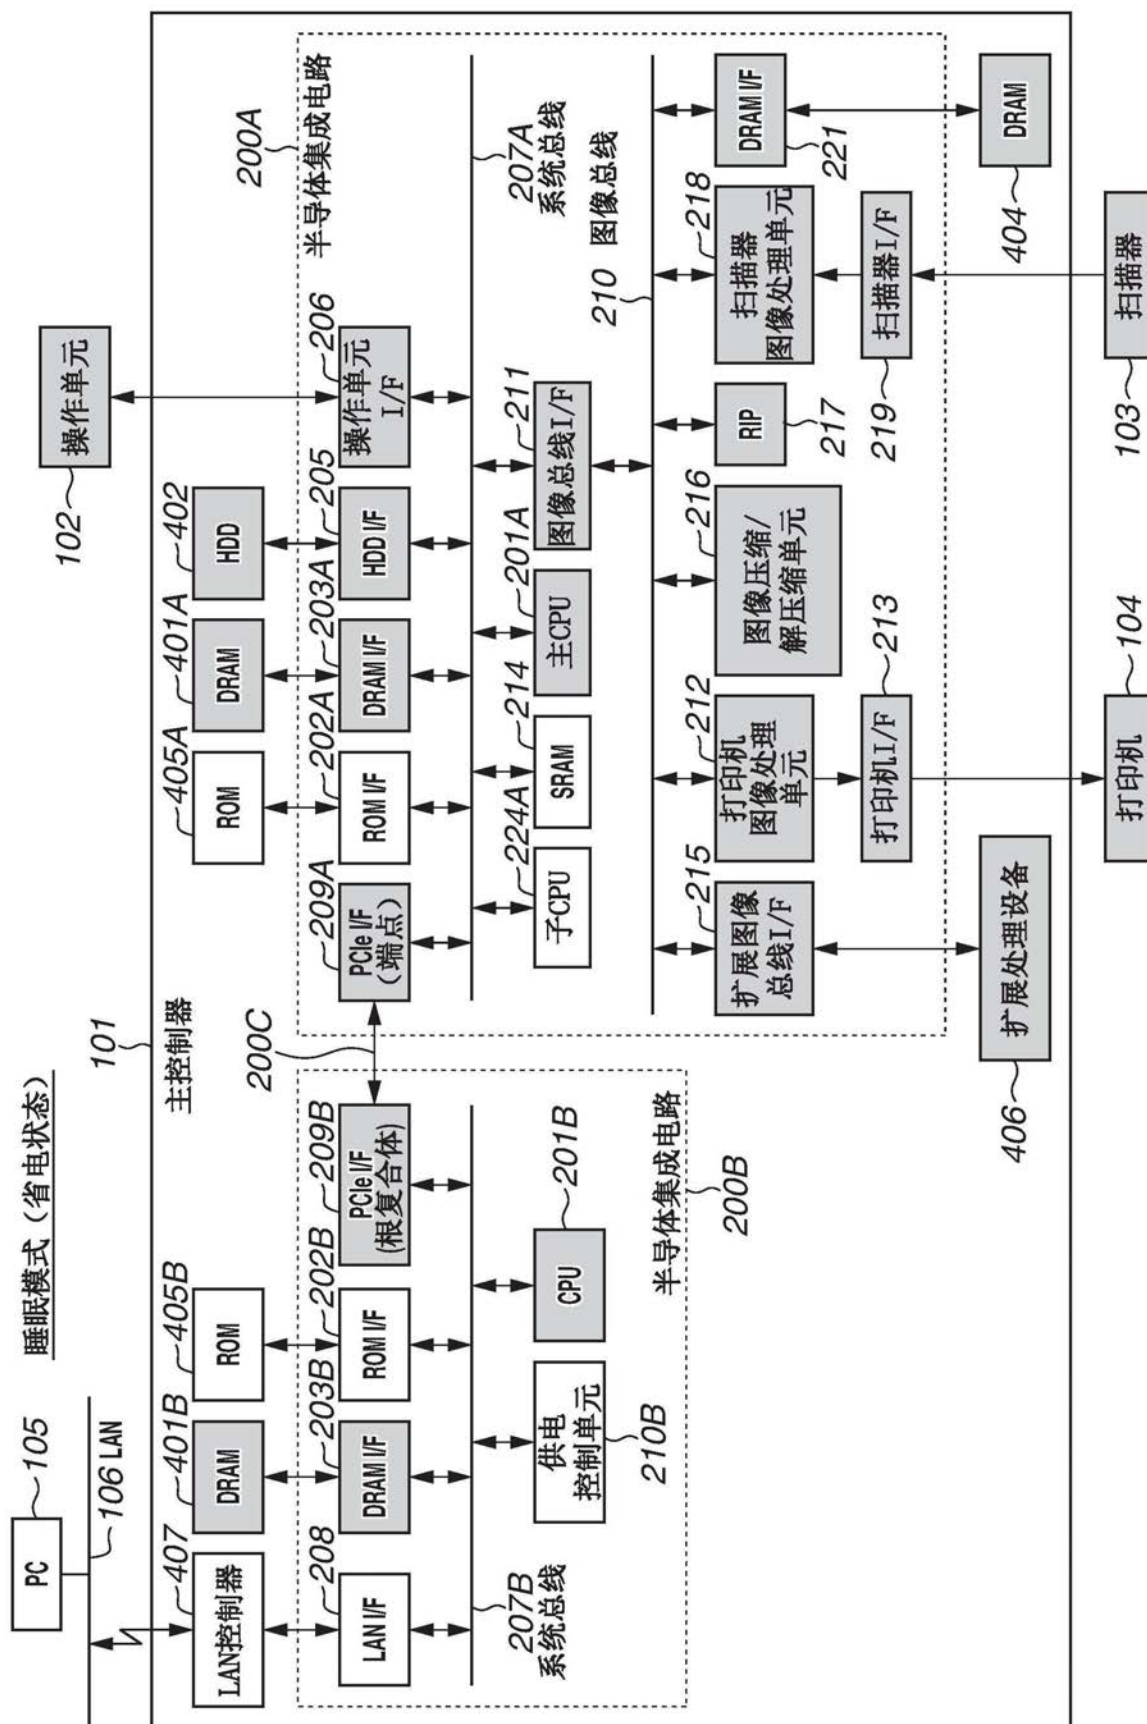 睡眠模式（省电状态）
PC
105
106 LAN
101
主控制器
102
操作单元
407
LAN控制器
401B
DRAM
405B
ROM
405A
ROM
401A
DRAM
402
HDD
200C
200A
半导体集成电路
208
LAN I/F
203B
DRAM I/F
202B
ROM I/F
209B
PCIe I/F
(根复合体)
209A
PCIe I/F
（端点）
202A
ROM I/F
203A
DRAM I/F
205
HDD I/F
206
操作单元
I/F
207B
系统总线
207A
系统总线
供电
控制单元
210B
CPU
201B
半导体集成电路
200B
224A
子CPU
214
SRAM
201A
主CPU
211
图像总线I/F
210
图像总线
215
扩展图像
总线I/F
212
打印机
图像处理
单元
216
图像压缩/
解压缩单元
RIP
217
218
扫描器
图像处理单元
DRAM I/F
221
213
打印机I/F
219
扫描器I/F
406
扩展处理设备
404
DRAM
104
打印机
103
扫描器